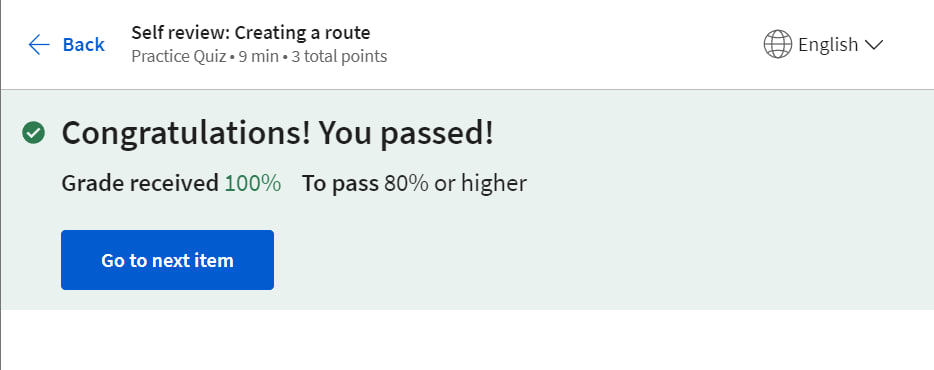 Back
Self review: Creating a route
Practice Quiz • 9 min • 3 total points
English
Congratulations! You passed!
Grade received 100% To pass 80% or higher
Go to next item